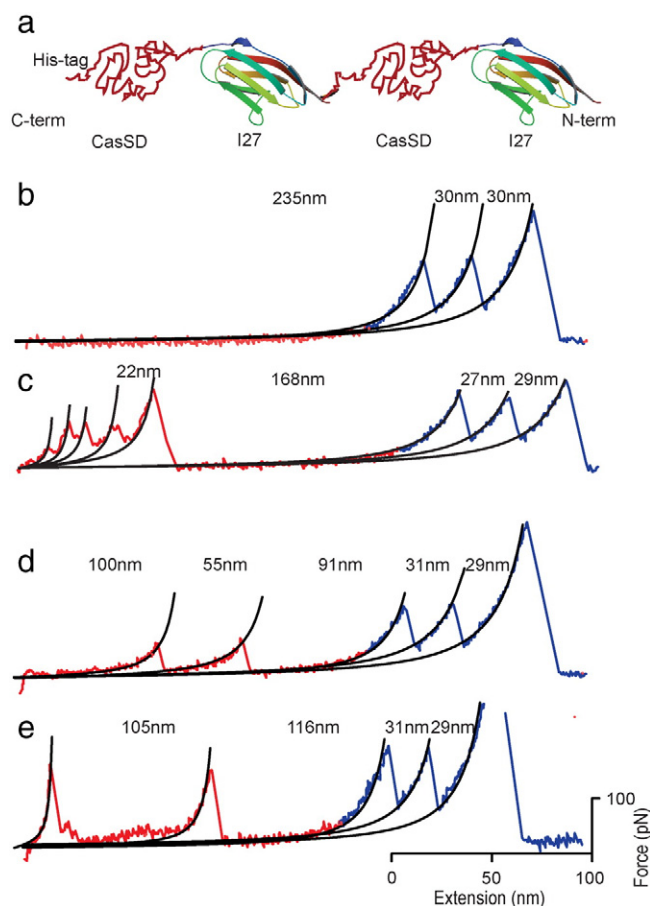 a
His-tag
C-term
N-term
CasSD
I27
CasSD
I27
b
235nm
30nm
30nm
c
22nm
168nm
27nm
29nm
d
100nm
55nm
91nm
31nm
29nm
e
105nm
116nm
31nm
29nm
100
Force (pN)
0
50
100
Extension (nm)